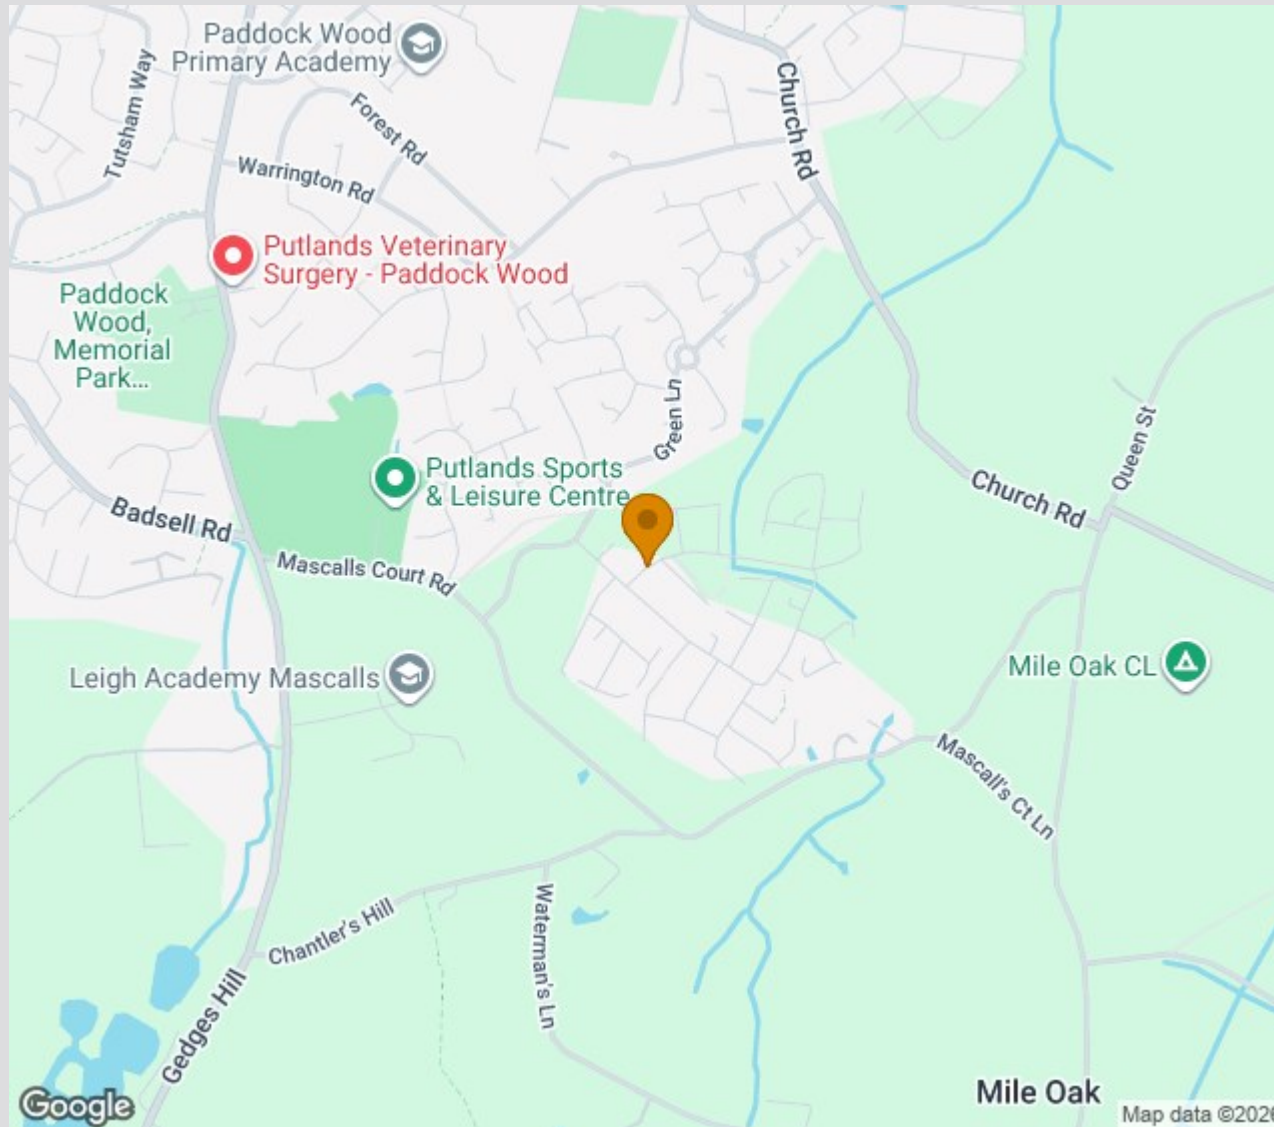 Paddock Wood
Primary Academy
Tutsham Way
Forest Rd
Church Rd
Warrington Rd
Putlands Veterinary
Surgery - Paddock Wood
Paddock
Wood,
Memorial
Park...
Green Ln
Queen St
Putlands Sports
& Leisure Centre
Church Rd
Badsell Rd
Mascalls Court Rd
Leigh Academy Mascalls
Mile Oak CL
Mascall's Ct Ln
Chantler's Hill
Waterman's Ln
Gedges Hill
Mile Oak
Google
Map data ©2026